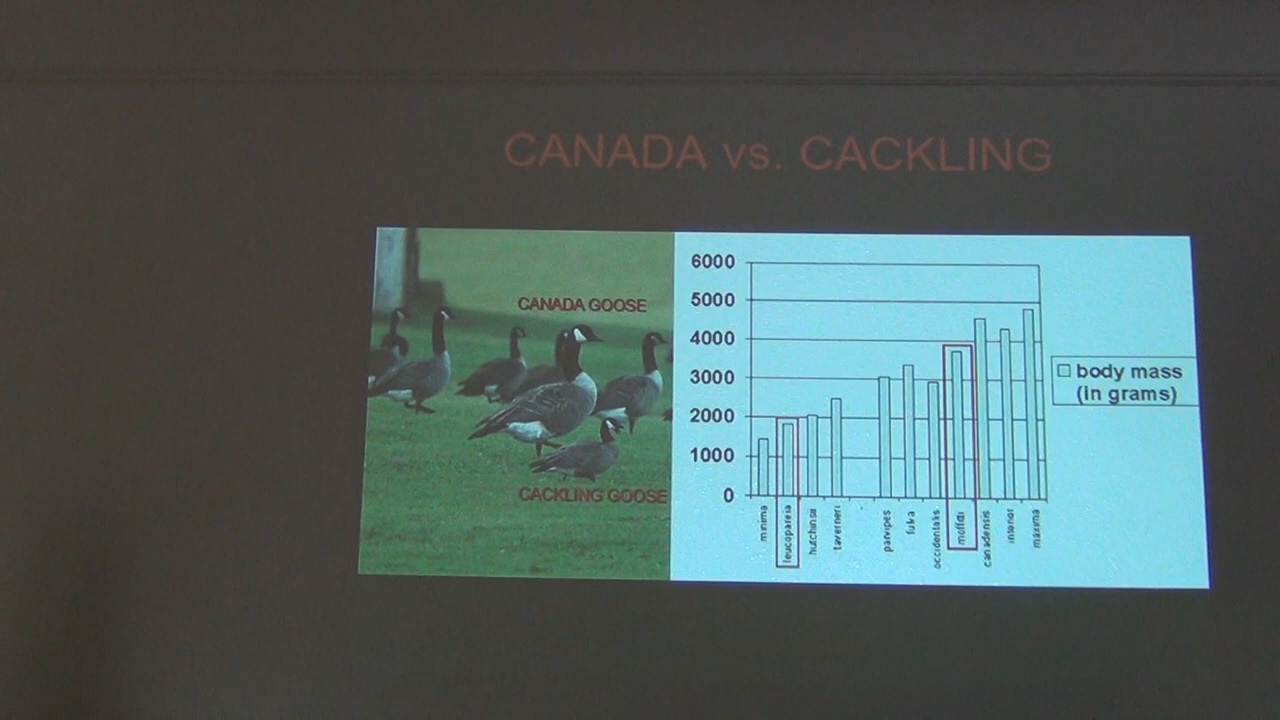 CANADA vs. CACKLING
CANADA GOOSE
CACKLING GOOSE
6000
5000
4000
3000
2000
1000
0
body mass
(in grams)
minima
leucopareia
hutchinsii
taverneri
parvipes
fulva
occidentalis
moffitti
canadensis
interior
maxima